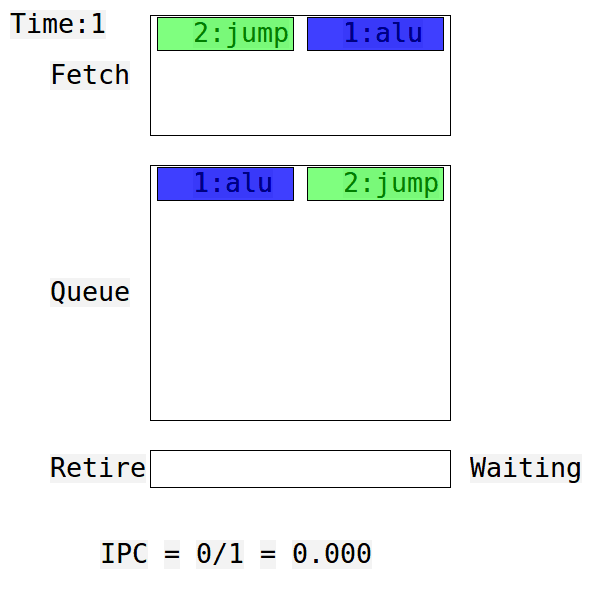 Time:1
2:jump 1:alu
Fetch
1:alu 2:jump
Queue
Retire Waiting
IPC = 0/1 = 0.000